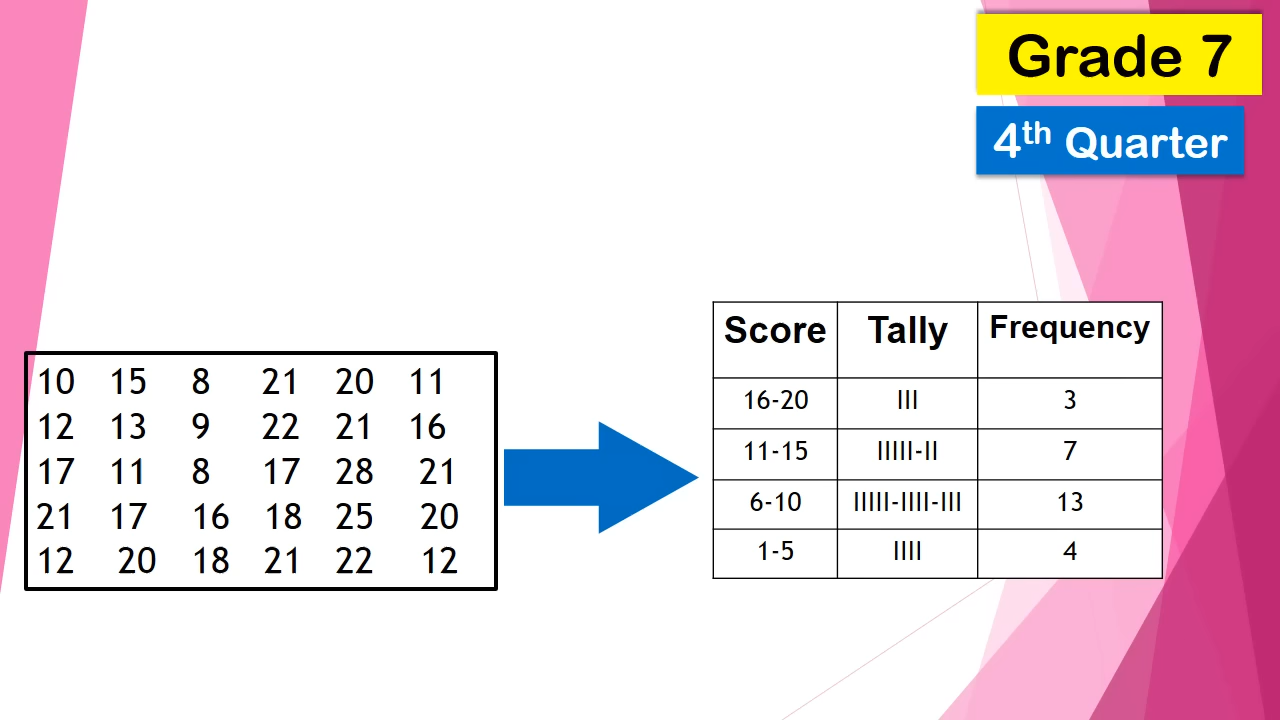 Grade 7
4th Quarter
10 15 8 21 20 11
12 13 9 22 21 16
17 11 8 17 28 21
21 17 16 18 25 20
12 20 18 21 22 12
Score Tally Frequency
16-20 III 3
11-15 IIIII-II 7
6-10 IIIII-IIII-III 13
1-5 IIII 4